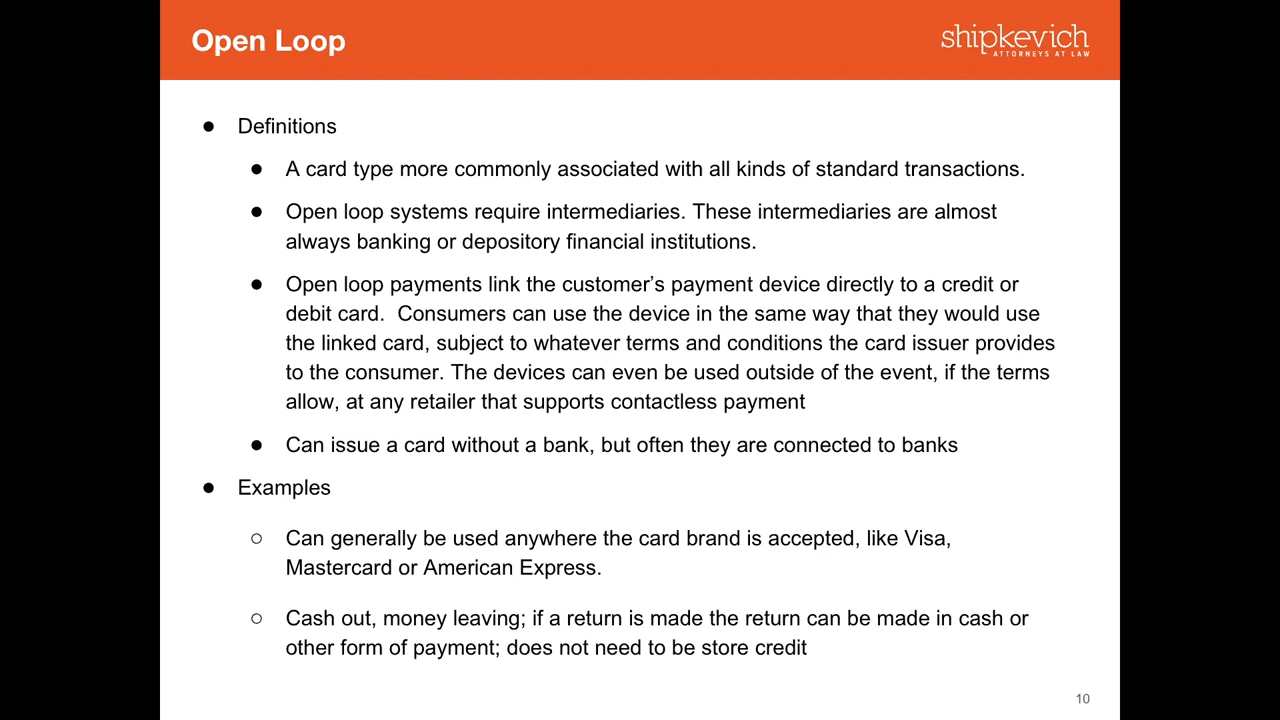 Open Loop
shipkevich
ATTORNEYS AT LAW
● Definitions
● A card type more commonly associated with all kinds of standard transactions.
● Open loop systems require intermediaries. These intermediaries are almost
always banking or depository financial institutions.
● Open loop payments link the customer’s payment device directly to a credit or
debit card.  Consumers can use the device in the same way that they would use
the linked card, subject to whatever terms and conditions the card issuer provides
to the consumer. The devices can even be used outside of the event, if the terms
allow, at any retailer that supports contactless payment
● Can issue a card without a bank, but often they are connected to banks
● Examples
○ Can generally be used anywhere the card brand is accepted, like Visa,
Mastercard or American Express.
○ Cash out, money leaving; if a return is made the return can be made in cash or
other form of payment; does not need to be store credit
10